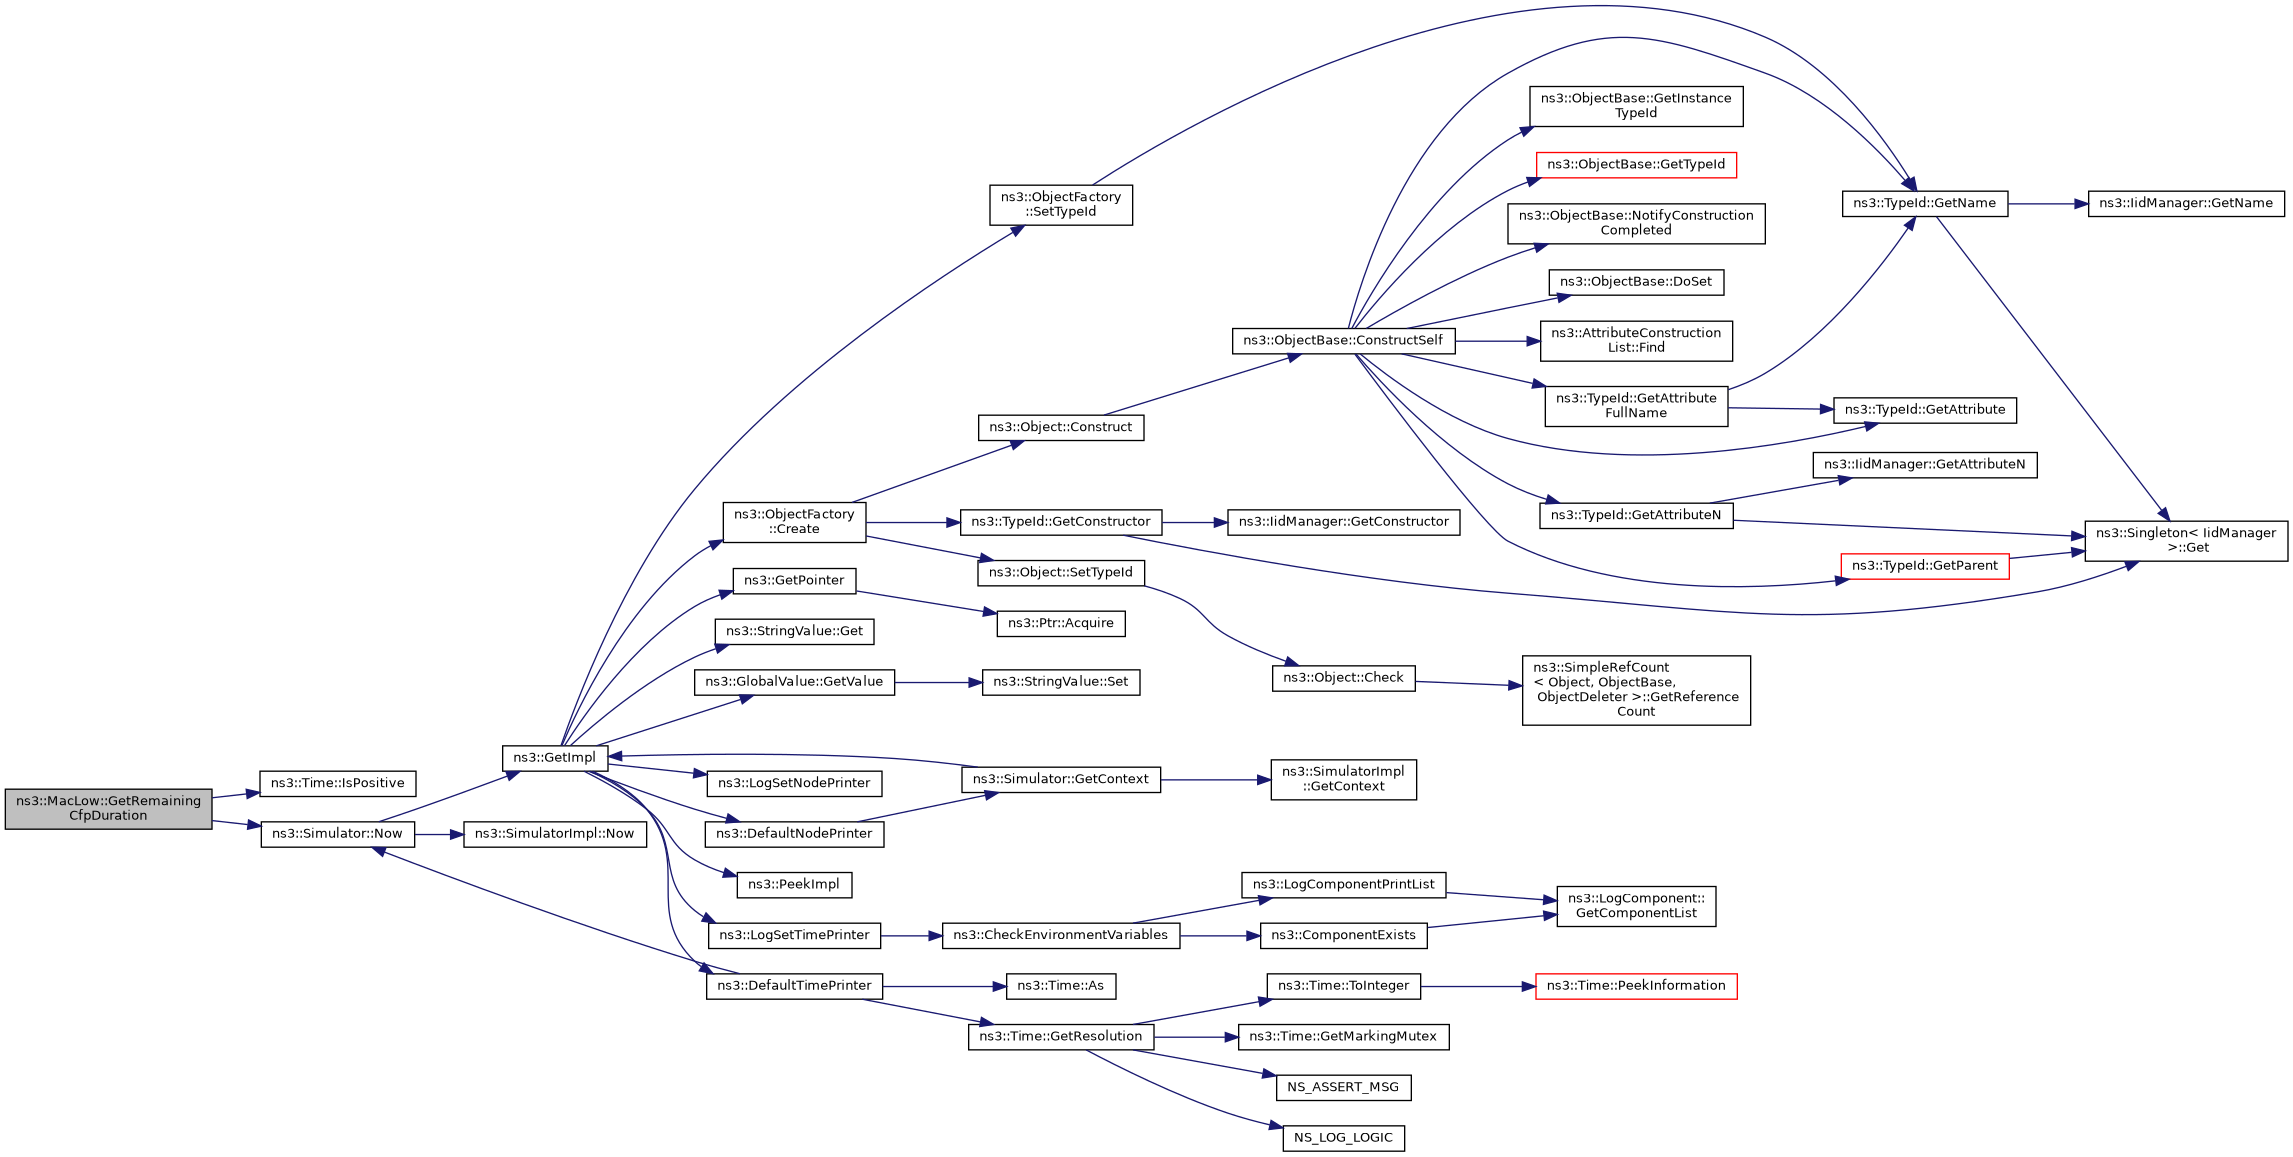 ns3::MacLow::GetRemaining
CfpDuration
ns3::Time::IsPositive
ns3::Simulator::Now
ns3::SimulatorImpl::Now
ns3::GetImpl
ns3::ObjectFactory
::SetTypeId
ns3::ObjectFactory
::Create
ns3::GetPointer
ns3::StringValue::Get
ns3::GlobalValue::GetValue
ns3::LogSetNodePrinter
ns3::DefaultNodePrinter
ns3::PeekImpl
ns3::LogSetTimePrinter
ns3::DefaultTimePrinter
ns3::Object::Construct
ns3::TypeId::GetConstructor
ns3::Object::SetTypeId
ns3::Ptr::Acquire
ns3::StringValue::Set
ns3::Simulator::GetContext
ns3::CheckEnvironmentVariables
ns3::Time::As
ns3::Time::GetResolution
ns3::ObjectBase::ConstructSelf
ns3::IidManager::GetConstructor
ns3::Object::Check
ns3::SimulatorImpl
::GetContext
ns3::LogComponentPrintList
ns3::ComponentExists
ns3::Time::ToInteger
ns3::Time::GetMarkingMutex
NS_ASSERT_MSG
NS_LOG_LOGIC
ns3::ObjectBase::GetInstance
TypeId
ns3::ObjectBase::GetTypeId
ns3::ObjectBase::NotifyConstruction
Completed
ns3::ObjectBase::DoSet
ns3::AttributeConstruction
List::Find
ns3::TypeId::GetAttribute
FullName
ns3::TypeId::GetAttributeN
ns3::SimpleRefCount
< Object, ObjectBase,
ObjectDeleter >::GetReference
Count
ns3::LogComponent::
GetComponentList
ns3::Time::PeekInformation
ns3::TypeId::GetName
ns3::TypeId::GetAttribute
ns3::IidManager::GetAttributeN
ns3::TypeId::GetParent
ns3::IidManager::GetName
ns3::Singleton< IidManager
>::Get